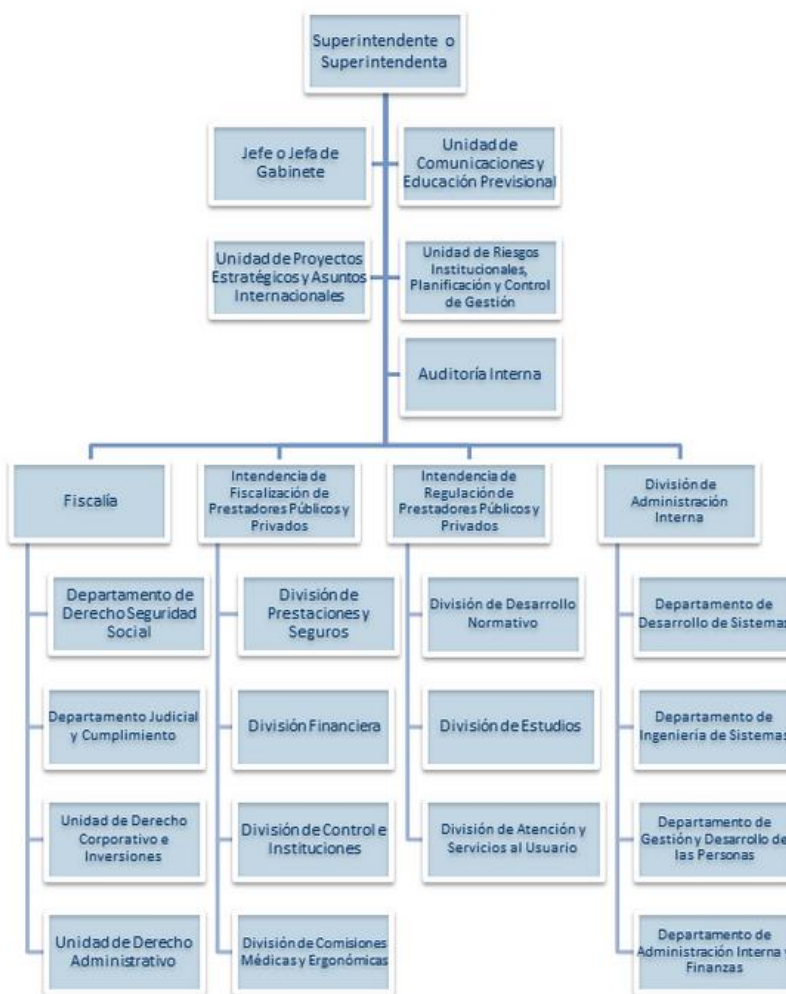 Superintendente o
Superintendenta
Jefe o Jefa de
Gabinete
Unidad de
Comunicaciones y
Educación Previsional
Unidad de Proyectos
Estratégicos y Asuntos
Internacionales
Unidad de Riesgos
Institucionales,
Planificación y Control
de Gestión
Auditoría Interna
Fiscalía
Intendencia de
Fiscalización de
Prestadores Públicos y
Privados
Intendencia de
Regulación de
Prestadores Públicos y
Privados
División de
Administración
Interna
Departamento de
Derecho Seguridad
Social
Departamento Judicial
y Cumplimiento
Unidad de Derecho
Corporativo e
Inversiones
Unidad de Derecho
Administrativo
División de
Prestaciones y
Seguros
División Financiera
División de Control e
Instituciones
División de Comisiones
Médicas y Ergonómicas
División de Desarrollo
Normativo
División de Estudios
División de Atención y
Servicios al Usuario
Departamento de
Desarrollo de Sistemas
Departamento de
Ingeniería de Sistemas
Departamento de
Gestión y Desarrollo de
las Personas
Departamento de
Administración Interna y
Finanzas